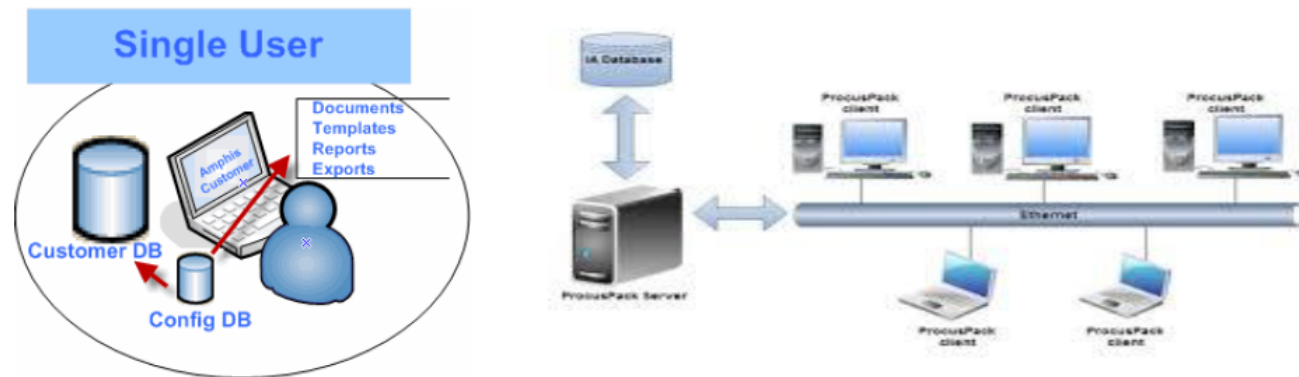 Single User
Documents
Templates
Reports
Exports
Amphis
Customer
Customer DB
Config DB
IA Database
ProcusPack Server
ProcusPack
client
ProcusPack
client
ProcusPack
client
Ethernet
ProcusPack
client
ProcusPack
client